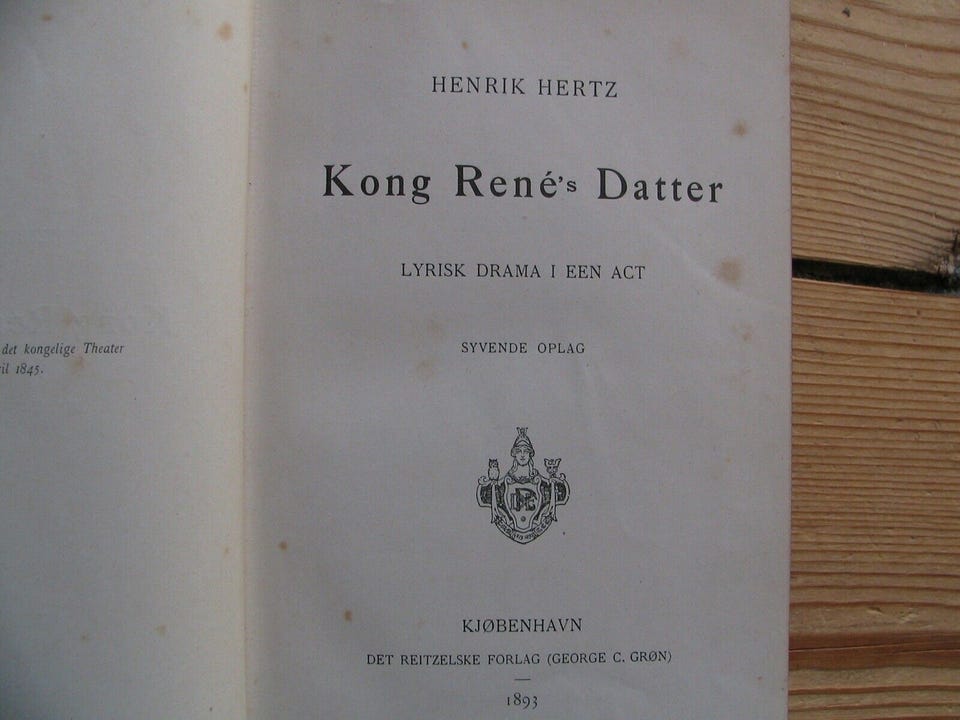 det kongelige Theater
il 1845.
HENRIK HERTZ
Kong René's Datter
LYRISK DRAMA I EEN ACT
SYVENDE OPLAG
KJØBENHAVN
DET REITZELSKE FORLAG (GEORGE C. GRØN)
1893